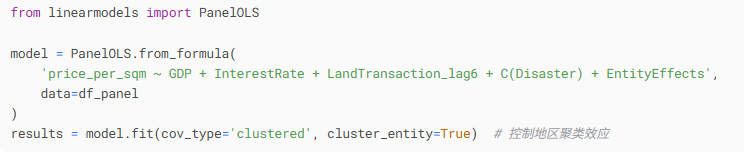 from linearmodels import PanelOLS
model = PanelOLS.from_formula(
'price_per_sqm ~ GDP + InterestRate + LandTransaction_lag6 + C(Disaster) + EntityEffects',
data=df_panel
)
results = model.fit(cov_type='clustered', cluster_entity=True)  # 控制地区聚类效应